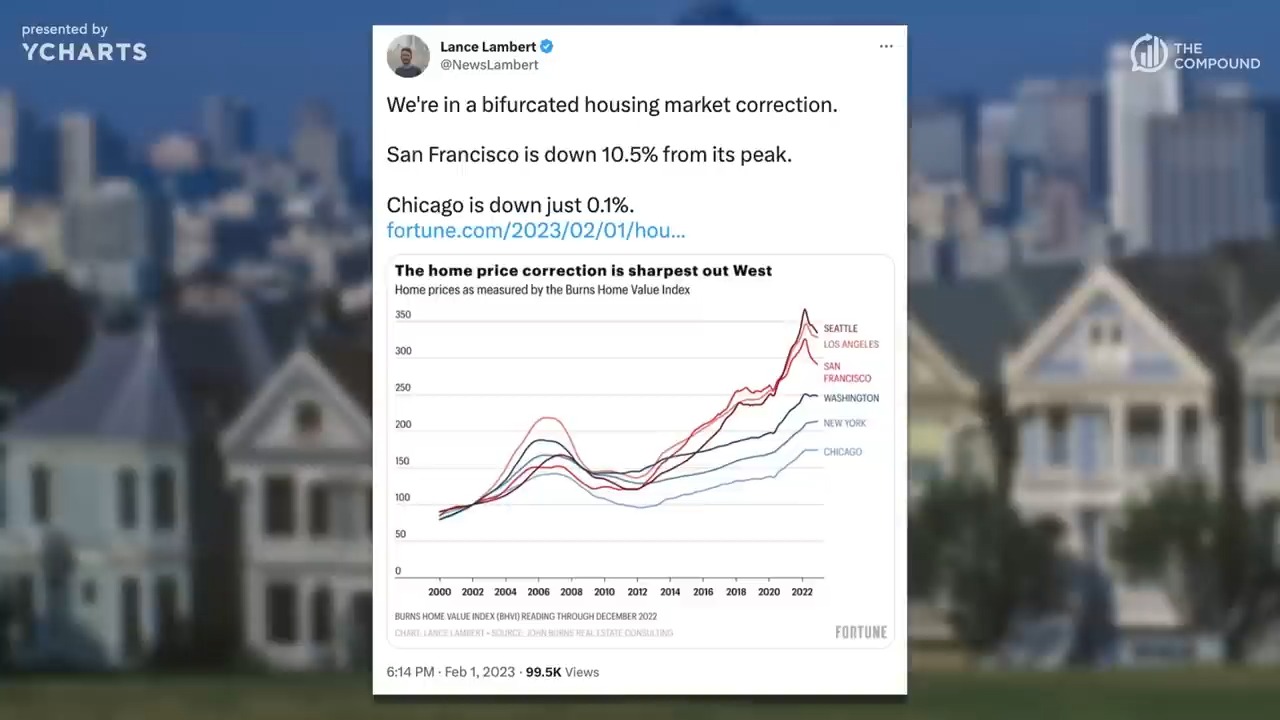 presented by
YCHARTS
THE
COMPOUND
Lance Lambert
@NewsLambert
We're in a bifurcated housing market correction.
San Francisco is down 10.5% from its peak.
Chicago is down just 0.1%.
fortune.com/2023/02/01/hou...
The home price correction is sharpest out West
Home prices as measured by the Burns Home Value Index
350
300
250
200
150
100
50
0
SEATTLE
LOS ANGELES
SAN
FRANCISCO
WASHINGTON
NEW YORK
CHICAGO
2000 2002 2004 2006 2008 2010 2012 2014 2016 2018 2020 2022
BURNS HOME VALUE INDEX (BHVI) READING THROUGH DECEMBER 2022
CHART: LANCE LAMBERT • SOURCE: JOHN BURNS REAL ESTATE CONSULTING
FORTUNE
6:14 PM · Feb 1, 2023 · 99.5K Views